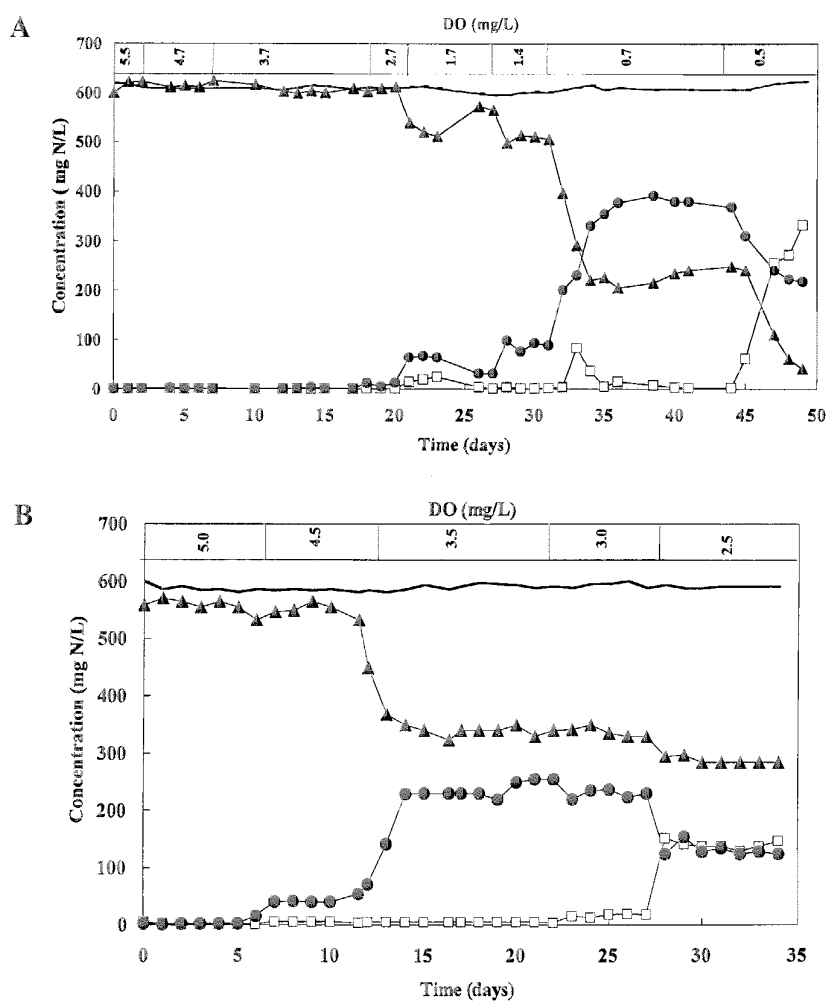 A
DO (mg/L)
5.5 4.7 3.7 2.7 1.7 1.4 0.7 0.5
700
600
500
400
300
200
100
0
Concentration ( mg N/L)
0 5 10 15 20 25 30 35 40 45 50
Time (days)
B
DO (mg/L)
5.0 4.5 3.5 3.0 2.5
700
600
500
400
300
200
100
0
Concentration (mg N/L)
0 5 10 15 20 25 30 35
Time (days)